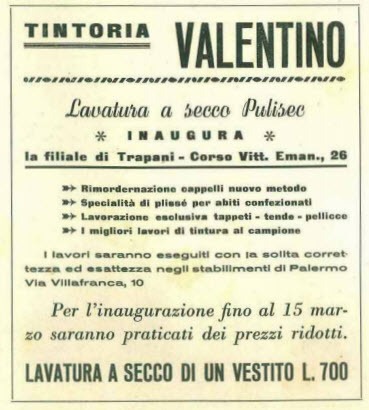 TINTORIA VALENTINO
Lavatura a secco Pulisec
* INAUGURA *
la filiale di Trapani - Corso Vitt. Eman., 26
➳ Rimordernazione cappelli nuovo metodo
➳ Specialità di plissé per abiti confezionati
➳ Lavorazione esclusiva tappeti - tende - pellicce
➳ I migliori lavori di tintura al campione
I lavori saranno eseguiti con la solita corret-
tezza ed esattezza negli stabilimenti di Palermo
Via Villafranca, 10
Per l'inaugurazione fino al 15 mar-
zo saranno praticati dei prezzi ridotti.
LAVATURA A SECCO DI UN VESTITO L. 700